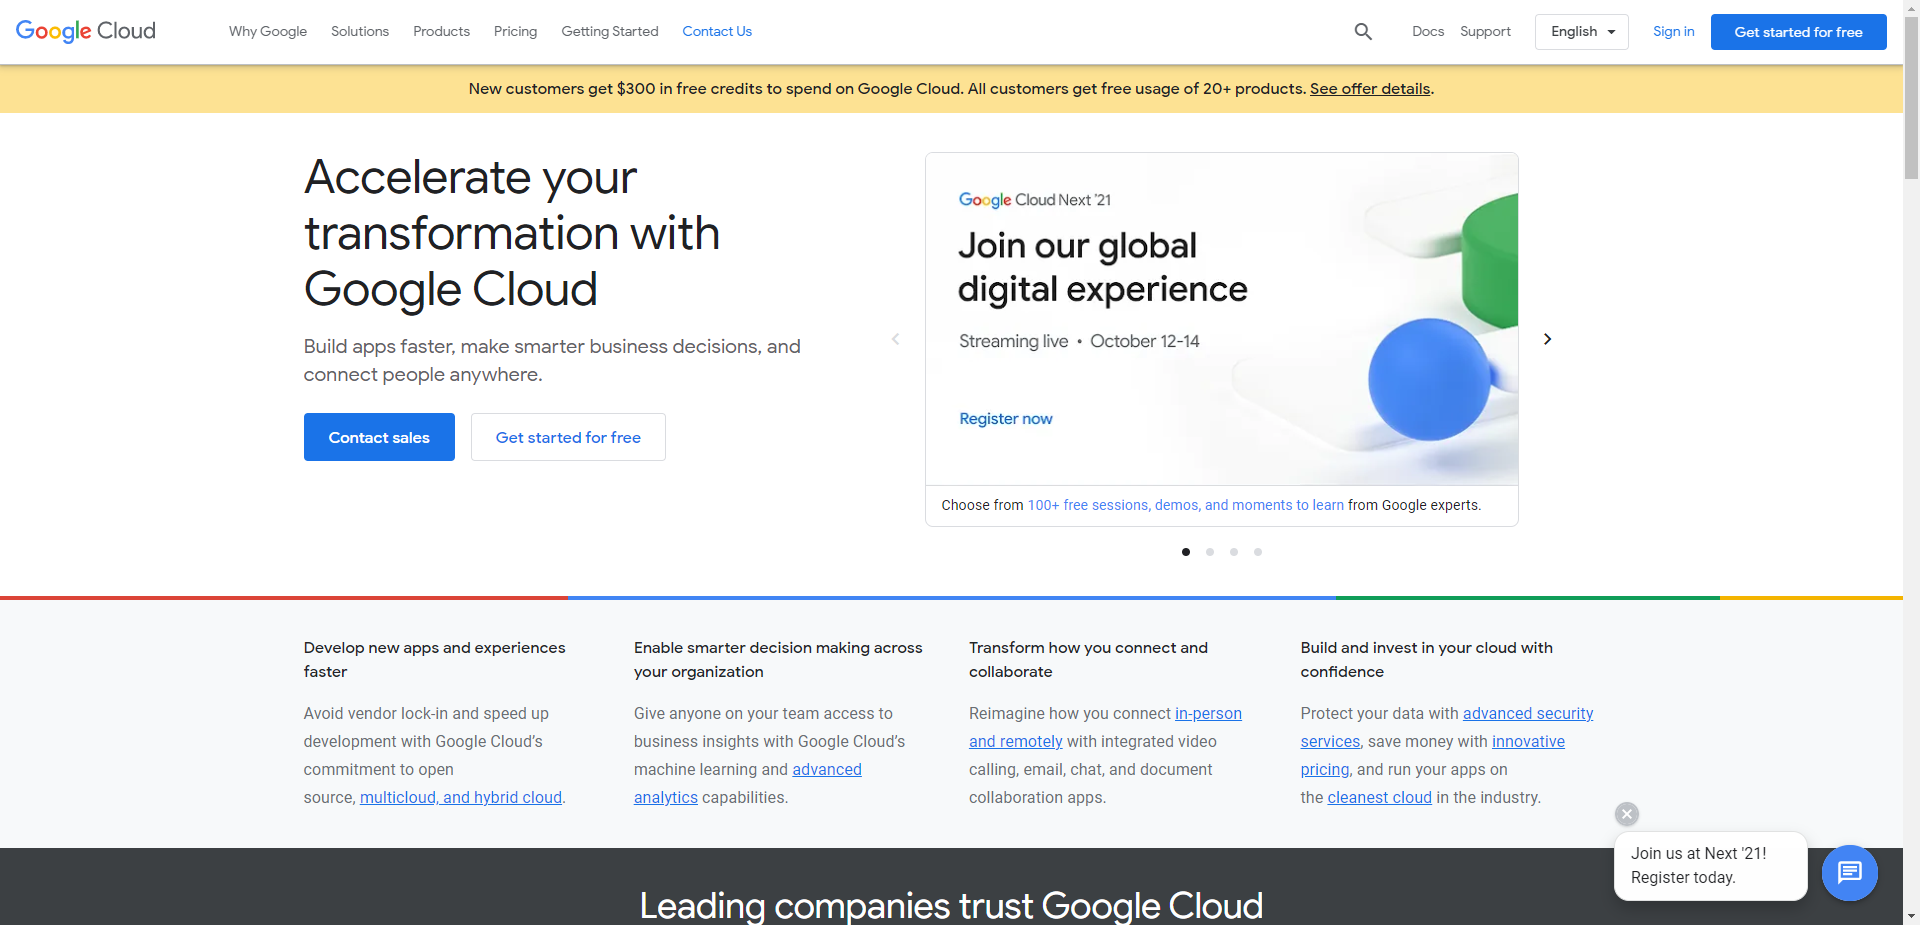 Google Cloud
Why Google
Solutions
Products
Pricing
Getting Started
Contact Us
Docs
Support
English
Sign in
Get started for free
New customers get $300 in free credits to spend on Google Cloud. All customers get free usage of 20+ products. See offer details.
Accelerate your
transformation with
Google Cloud
Build apps faster, make smarter business decisions, and
connect people anywhere.
Contact sales
Get started for free
Google Cloud Next '21
Join our global
digital experience
Streaming live • October 12-14
Register now
Choose from 100+ free sessions, demos, and moments to learn from Google experts.
Develop new apps and experiences
faster
Avoid vendor lock-in and speed up
development with Google Cloud’s
commitment to open
source, multicloud, and hybrid cloud.
Enable smarter decision making across
your organization
Give anyone on your team access to
business insights with Google Cloud’s
machine learning and advanced
analytics capabilities.
Transform how you connect and
collaborate
Reimagine how you connect in-person
and remotely with integrated video
calling, email, chat, and document
collaboration apps.
Build and invest in your cloud with
confidence
Protect your data with advanced security
services, save money with innovative
pricing, and run your apps on
the cleanest cloud in the industry.
Join us at Next '21!
Register today.
Leading companies trust Google Cloud